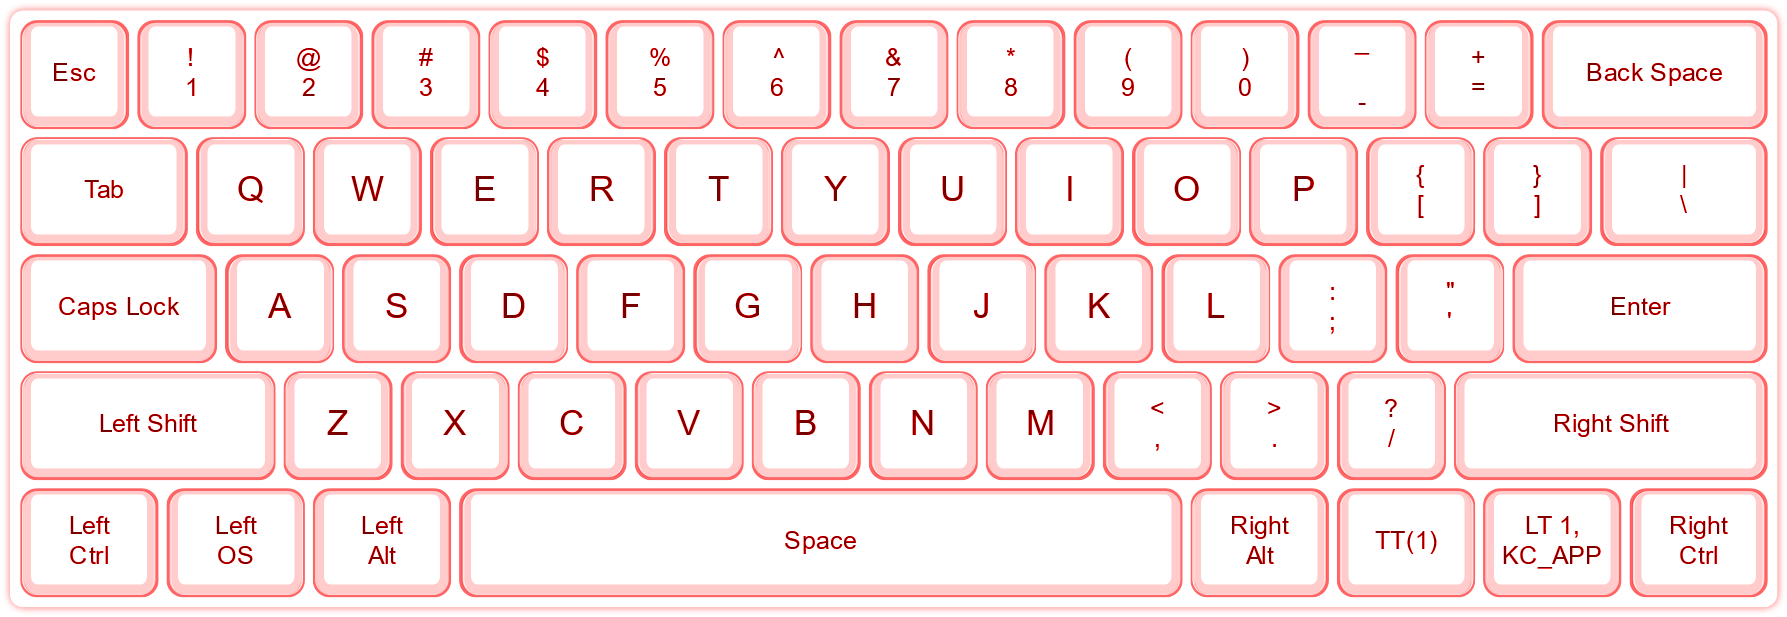 Esc ! @ # $ % ^ & * ( ) _ + Back Space
1 2 3 4 5 6 7 8 9 0 - =
Tab Q W E R T Y U I O P { } |
[ ] \
Caps Lock A S D F G H J K L : " Enter
; '
Left Shift Z X C V B N M < > ? Right Shift
, . /
Left Left Left Space Right TT(1) LT 1, Right
Ctrl OS Alt Alt KC_APP Ctrl